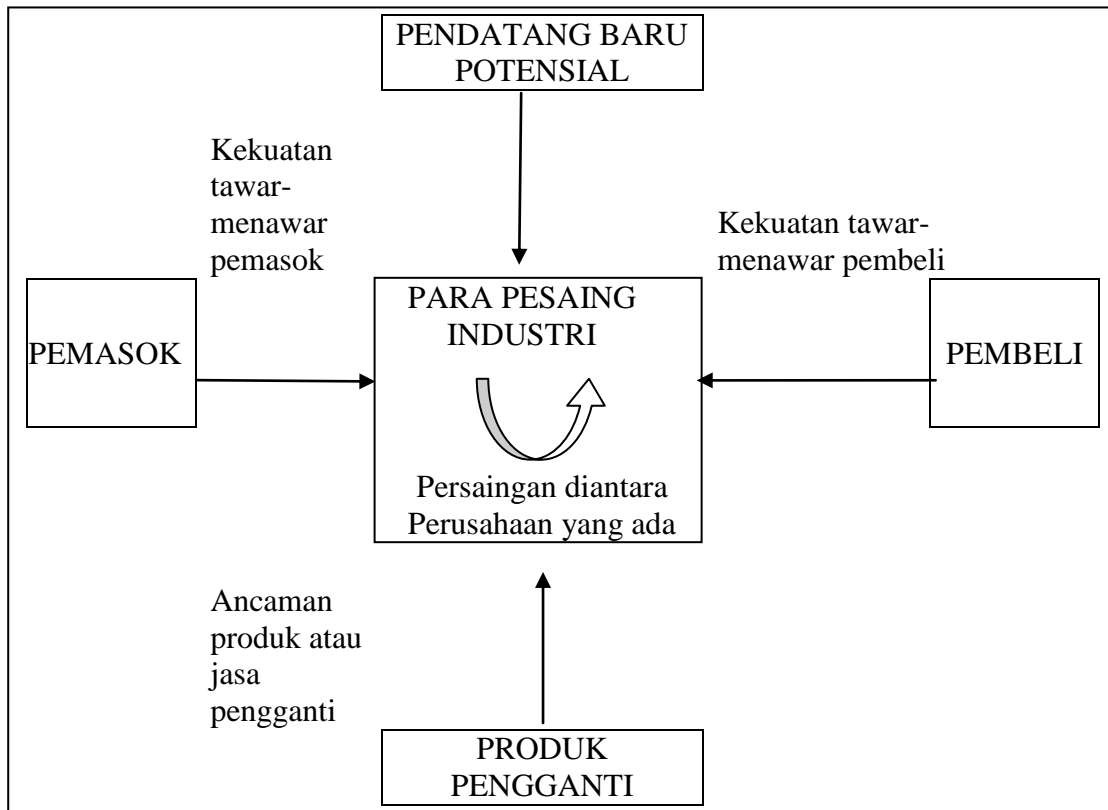 PENDATANG BARU
POTENSIAL
Kekuatan
tawar-
menawar
pemasok
Kekuatan tawar-
menawar pembeli
PEMASOK
PARA PESAING
INDUSTRI
PEMBELI
Persaingan diantara
Perusahaan yang ada
Ancaman
produk atau
jasa
pengganti
PRODUK
PENGGANTI